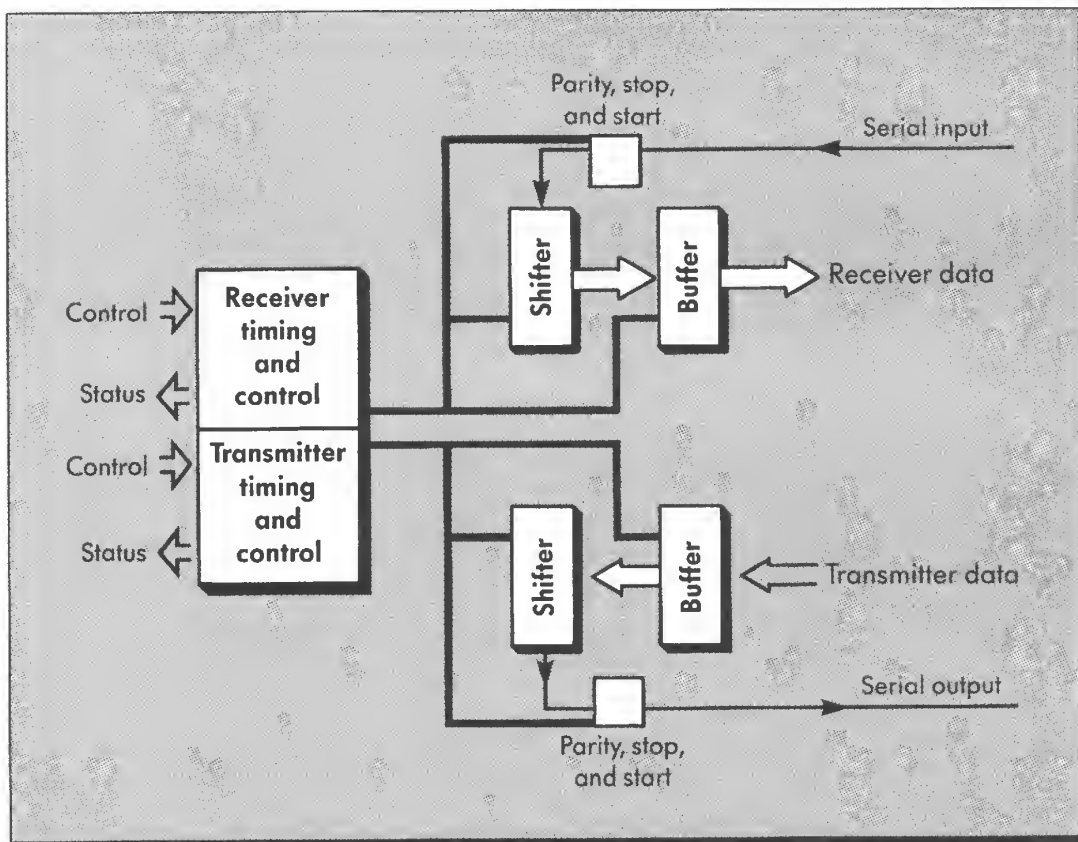 Parity, stop,
and start
Serial input
Shifter
Buffer
Receiver data
Control
Status
Receiver
timing
and
control
Control
Status
Transmitter
timing
and
control
Shifter
Buffer
Transmitter data
Serial output
Parity, stop,
and start